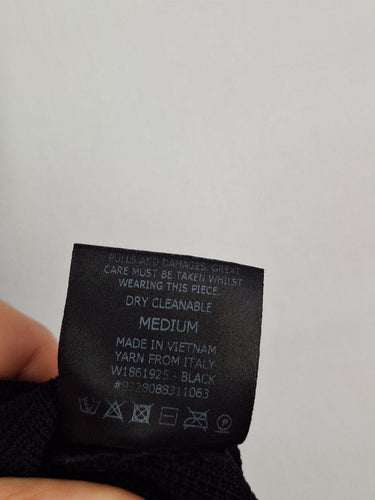 PULLS AND DAMAGES. GREAT
CARE MUST BE TAKEN WHILST
WEARING THIS PIECE.
DRY CLEANABLE
MEDIUM
MADE IN VIETNAM
YARN FROM ITALY
W1861925 - BLACK
#9328088311063
P